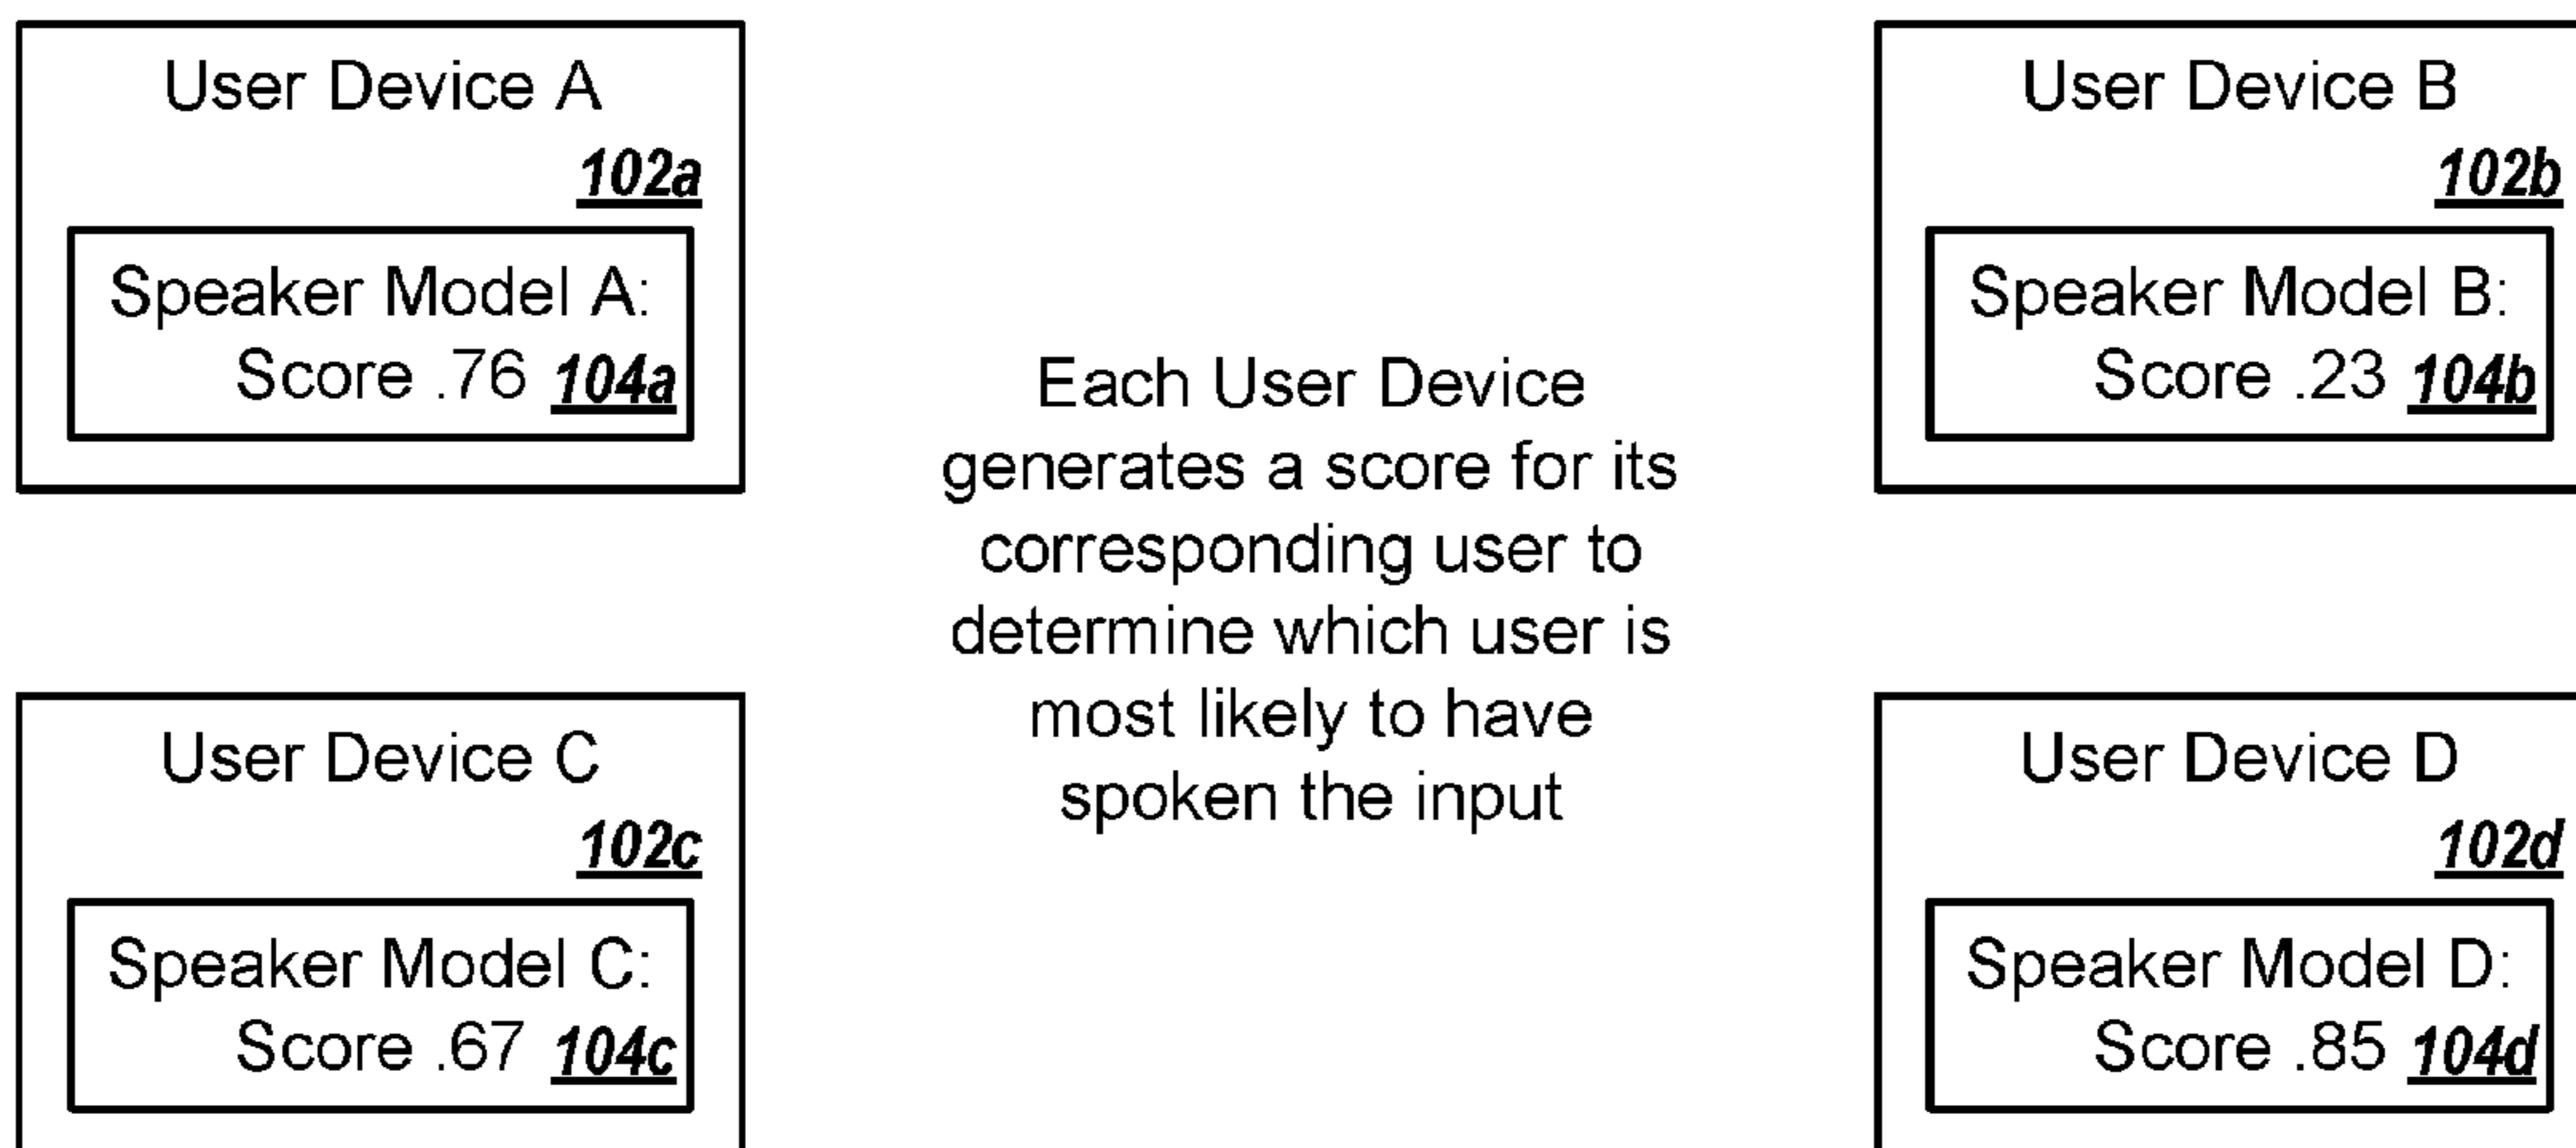 User Device A
102a
Speaker Model A:
Score .76 104a
User Device B
102b
Speaker Model B:
Score .23 104b
Each User Device
generates a score for its
corresponding user to
determine which user is
most likely to have
spoken the input
User Device C
102c
Speaker Model C:
Score .67 104c
User Device D
102d
Speaker Model D:
Score .85 104d